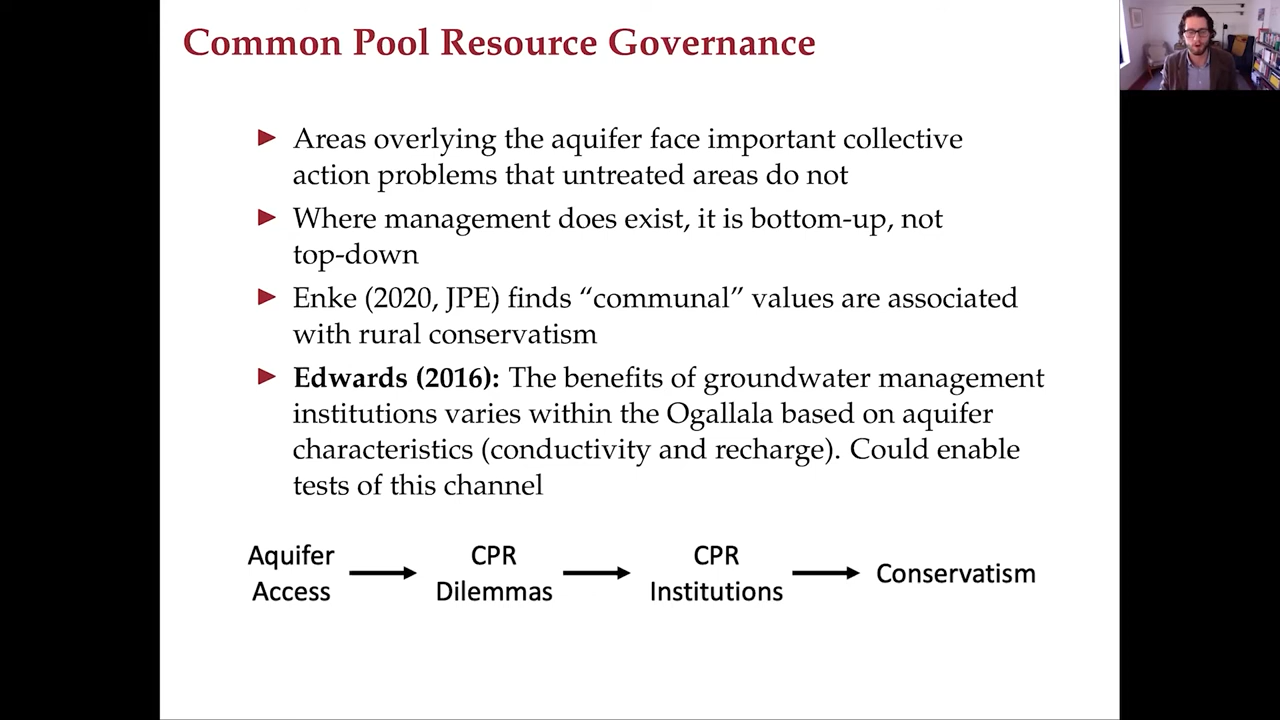 Common Pool Resource Governance
Areas overlying the aquifer face important collective
action problems that untreated areas do not
Where management does exist, it is bottom-up, not
top-down
Enke (2020, JPE) finds “communal” values are associated
with rural conservatism
Edwards (2016): The benefits of groundwater management
institutions varies within the Ogallala based on aquifer
characteristics (conductivity and recharge). Could enable
tests of this channel
Aquifer
Access
CPR
Dilemmas
CPR
Institutions
Conservatism